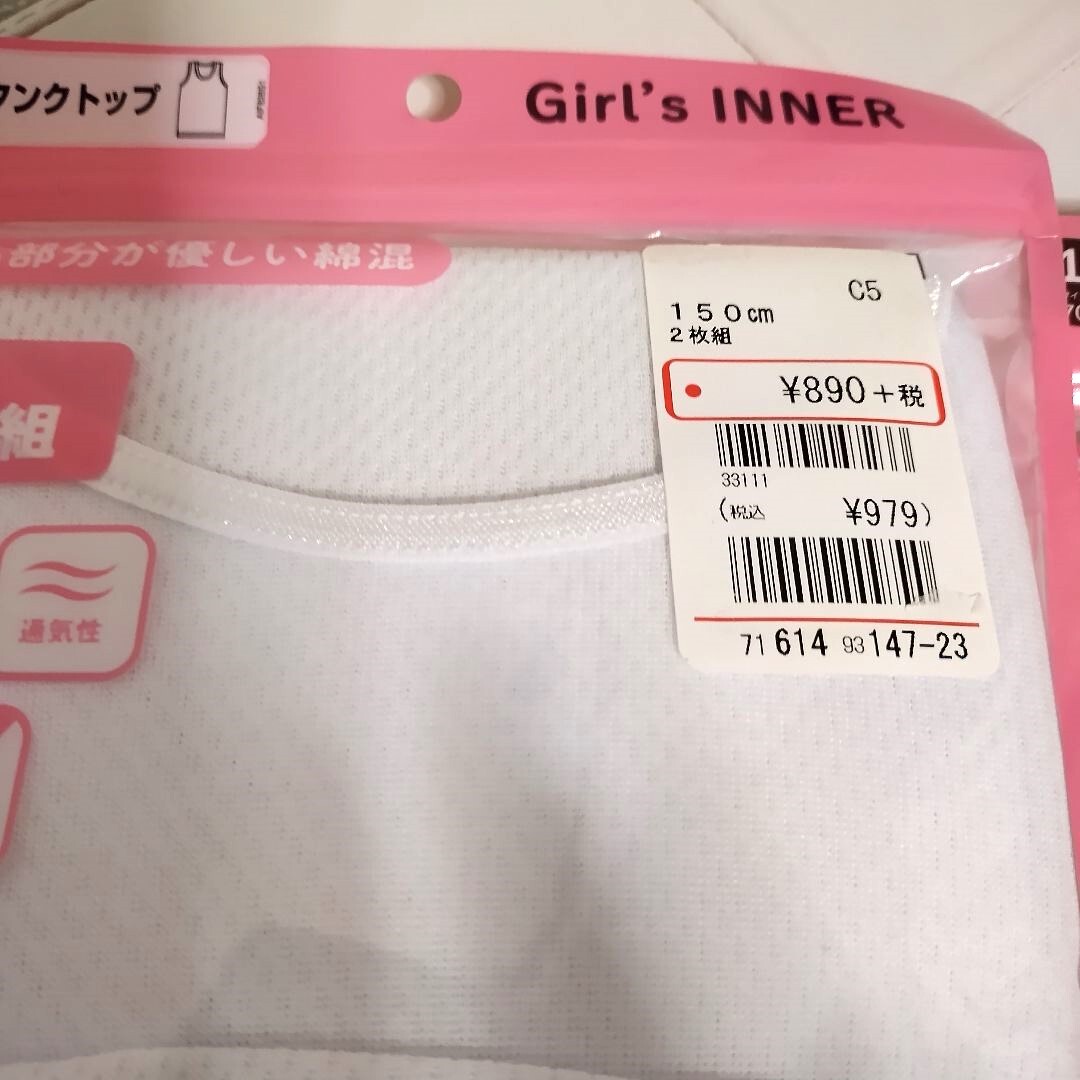 タンクトップ
Girl's INNER
部分が優しい綿混
組
通気性
C5
150cm
2枚組
¥890+税
33111
(税込 ¥979)
71 614 93 147-23